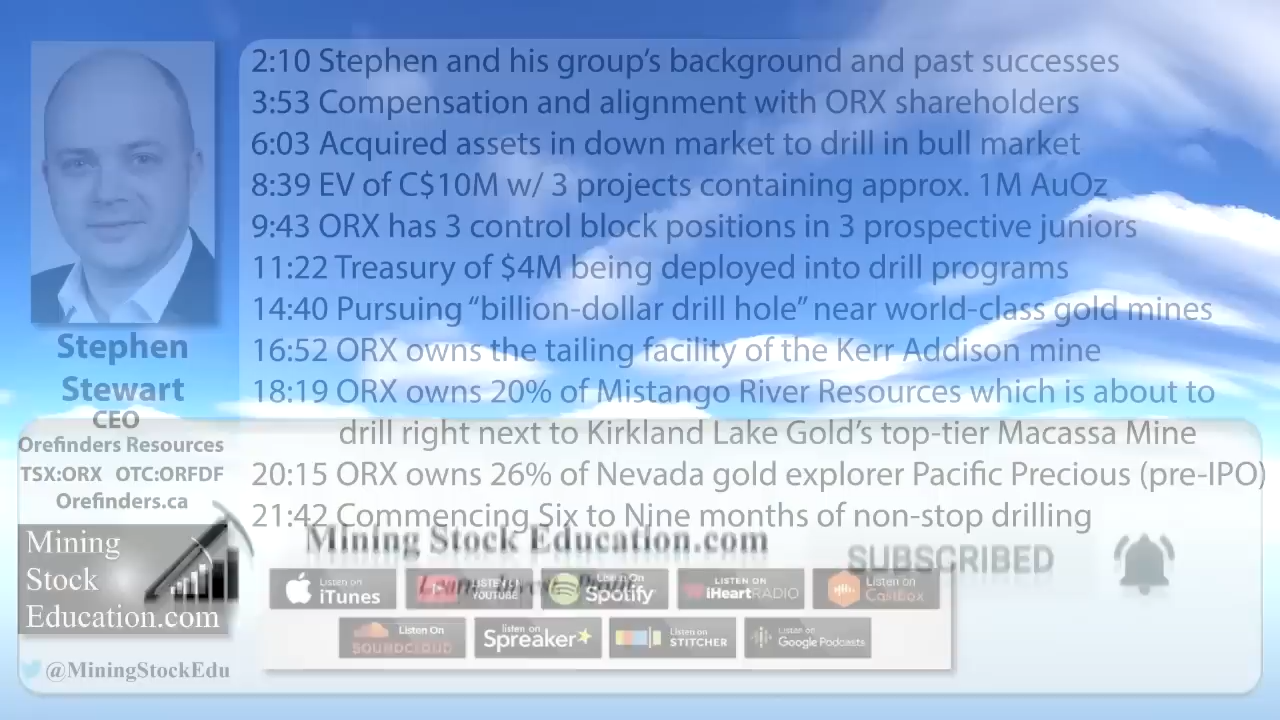 2:10 Stephen and his group's background and past successes
3:53 Compensation and alignment with ORX shareholders
6:03 Acquired assets in down market to drill in bull market
8:39 EV of C$10M w/ 3 projects containing approx. 1M AuOz
9:43 ORX has 3 control block positions in 3 prospective juniors
11:22 Treasury of $4M being deployed into drill programs
14:40 Pursuing “billion-dollar drill hole” near world-class gold mines
16:52 ORX owns the tailing facility of the Kerr Addison mine
18:19 ORX owns 20% of Mistango River Resources which is about to
drill right next to Kirkland Lake Gold's top-tier Macassa Mine
20:15 ORX owns 26% of Nevada gold explorer Pacific Precious (pre-IPO)
21:42 Commencing Six to Nine months of non-stop drilling
Stephen
Stewart
CEO
Orefinders Resources
TSX:ORX OTC:ORFDF
Orefinders.ca
Mining
Stock
Education.com
@MiningStockEdu
Mining Stock Education.com
SUBSCRIBED
Listen on
iTunes
LISTEN ON
YOUTUBE
Listen On
Spotify
LISTEN ON
iHeartRADIO
Listen on
CastBox
Listen On
SOUNDCLOUD
listen on
Spreaker
LISTEN ON
STITCHER
Listen on
Google Podcasts